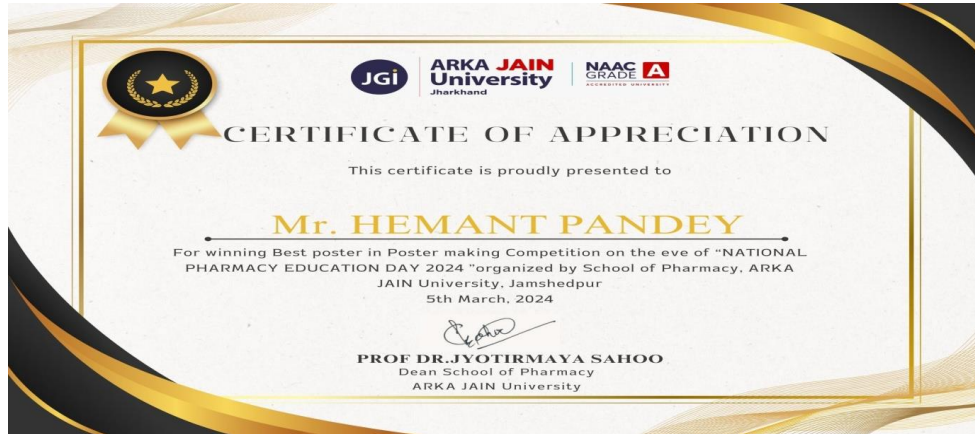 JGi ARKA JAIN University Jharkhand NAAC GRADE A ACCREDITED UNIVERSITY
CERTIFICATE OF APPRECIATION
This certificate is proudly presented to
Mr. HEMANT PANDEY
For winning Best poster in Poster making Competition on the eve of “NATIONAL
PHARMACY EDUCATION DAY 2024 ”organized by School of Pharmacy, ARKA
JAIN University, Jamshedpur
5th March, 2024
PROF DR.JYOTIRMAYA SAHOO
Dean School of Pharmacy
ARKA JAIN University